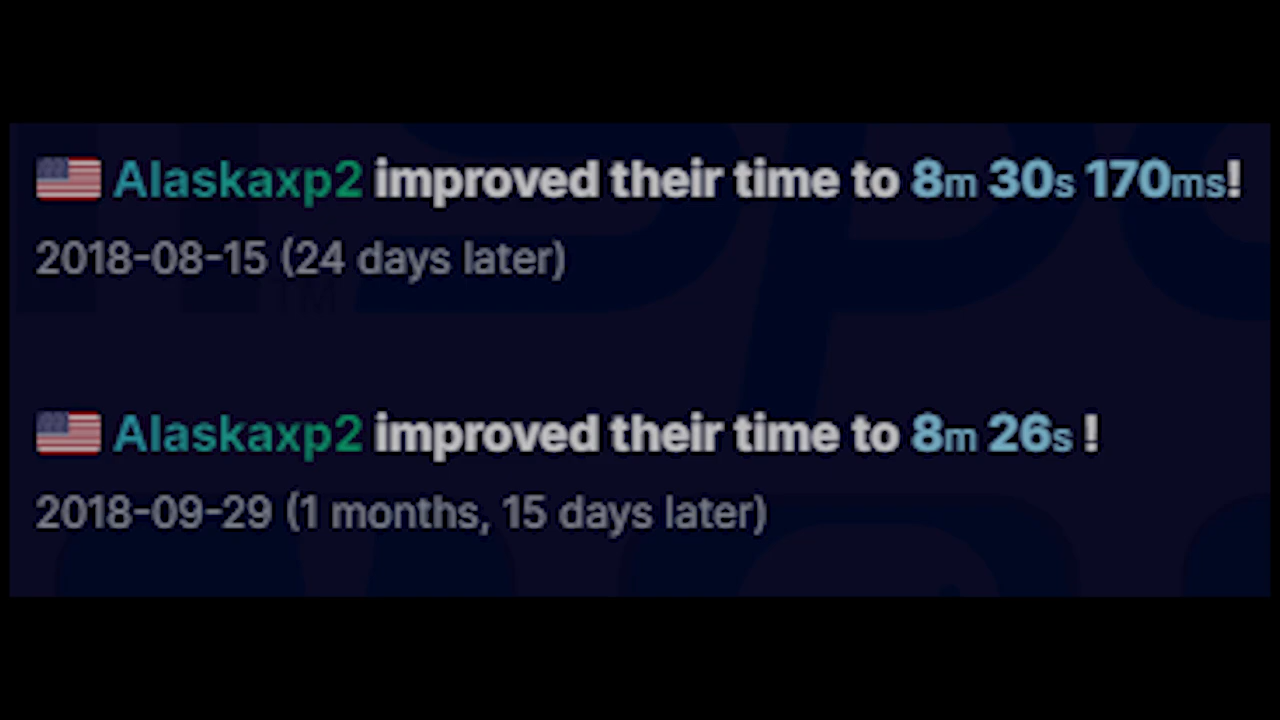 Alaskaxp2 improved their time to 8m 30s 170ms!
2018-08-15 (24 days later)
Alaskaxp2 improved their time to 8m 26s !
2018-09-29 (1 months, 15 days later)